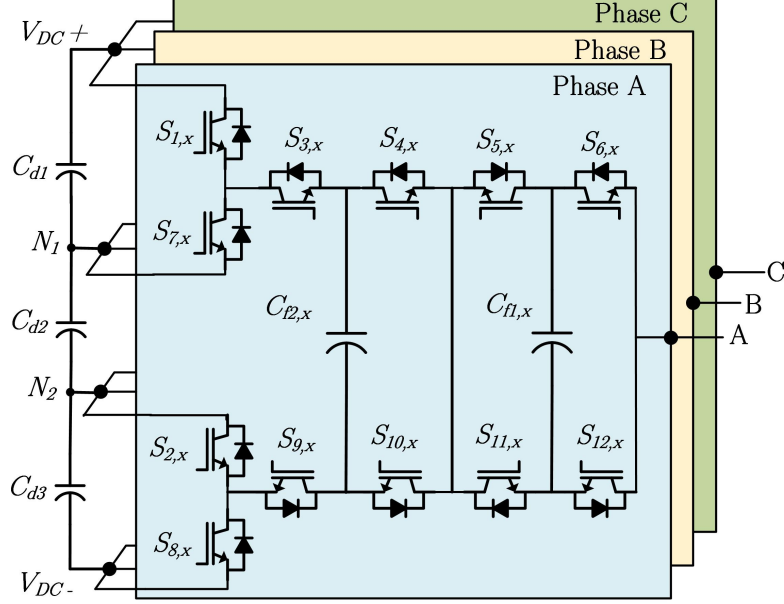 Phase C
V_DC+
Phase B
Phase A
S_1,x
S_3,x
S_4,x
S_5,x
S_6,x
C_d1
S_7,x
N_1
C
B
C_f2,x
C_f1,x
C_d2
A
N_2
S_2,x
S_9,x
S_10,x
S_11,x
S_12,x
C_d3
S_8,x
V_DC-